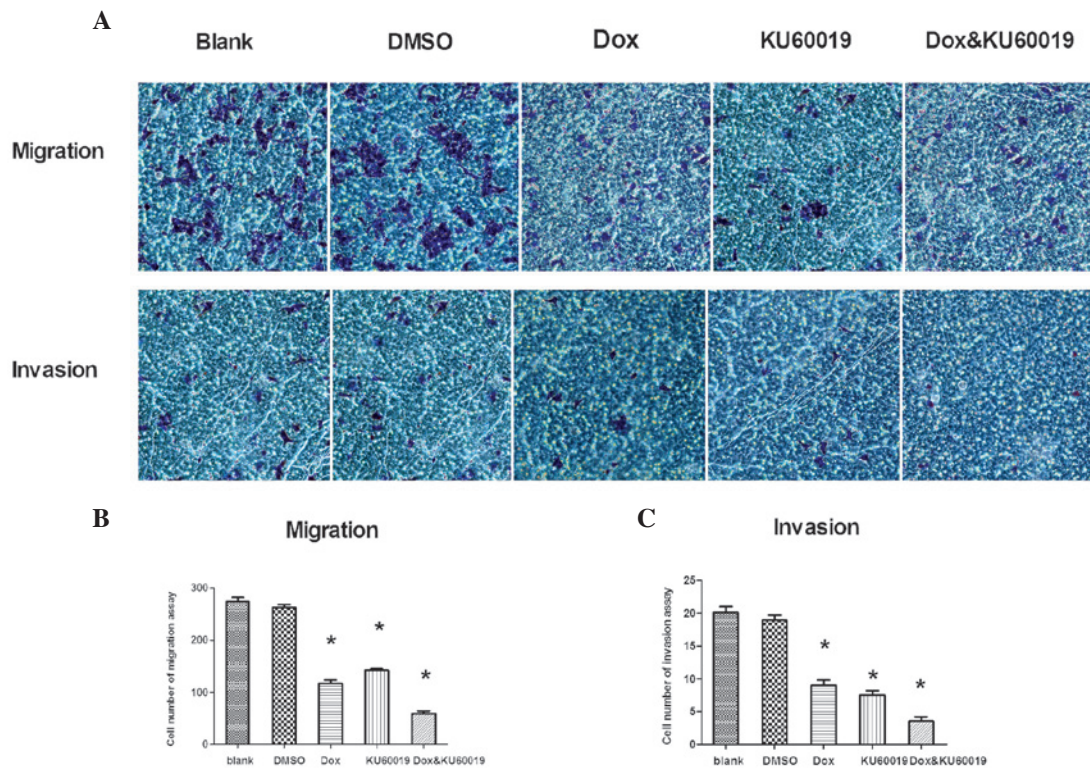 A
Blank DMSO Dox KU60019 Dox&KU60019
Migration
Invasion
B
Migration
Cell number of migration assay
300
200
100
0
* * *
blank DMSO Dox KU60019 Dox&KU60019
C
Invasion
Cell number of invasion assay
25
20
15
10
5
0
* * *
blank DMSO Dox KU60019 Dox&KU60019